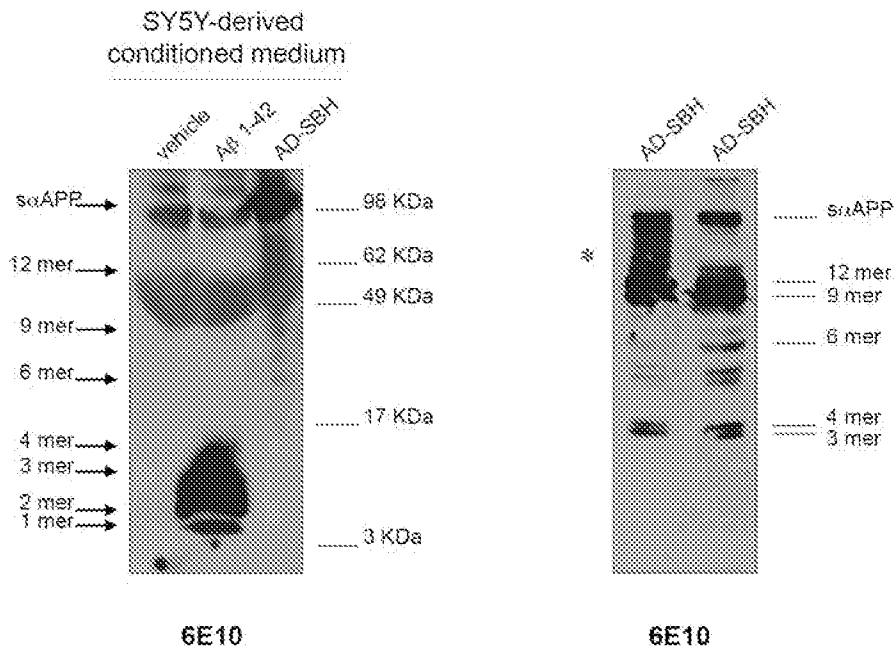 SY5Y-derived
conditioned medium
vehicle
Aβ 1-42
AD-SBH
sαAPP
12 mer
9 mer
6 mer
4 mer
3 mer
2 mer
1 mer
98 KDa
62 KDa
49 KDa
17 KDa
3 KDa
6E10
AD-SBH
AD-SBH
*
sαAPP
12 mer
9 mer
6 mer
4 mer
3 mer
6E10